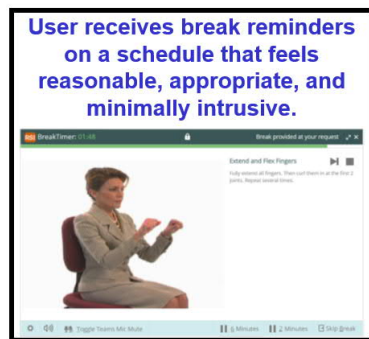 User receives break reminders
on a schedule that feels
reasonable, appropriate, and
minimally intrusive.
RSI BreakTimer: 01:48
Break provided at your request
Extend and Flex Fingers
Fully extend all fingers. Then curl them in at the first 2
joints. Repeat several times.
Toggle Teams Mic Mute
Minutes
2 Minutes
Skip Break